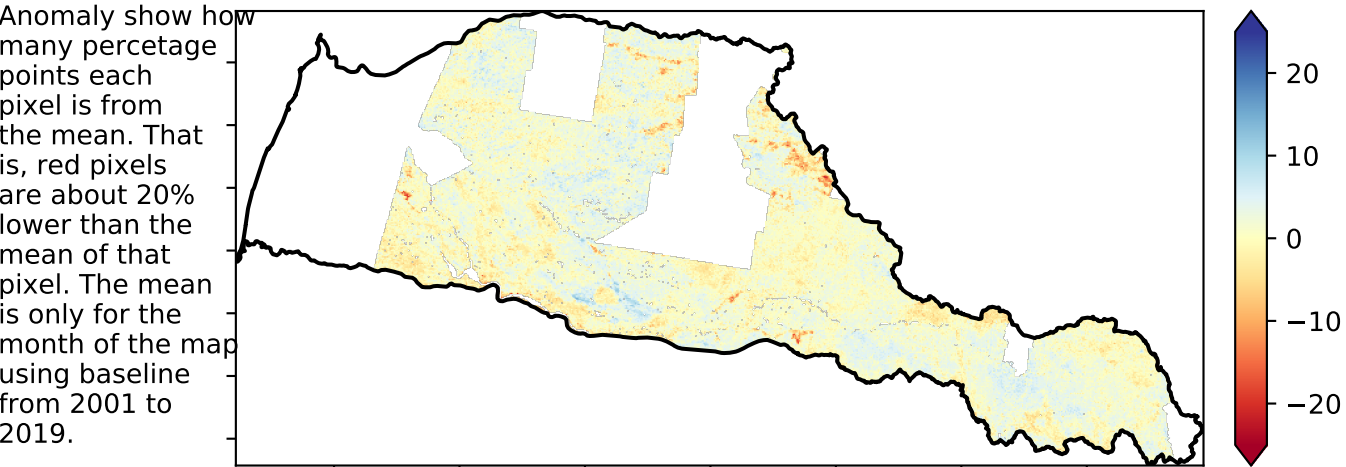 Anomaly show how
many percetage
points each
pixel is from
the mean. That
is, red pixels
are about 20%
lower than the
mean of that
pixel. The mean
is only for the
month of the map
using baseline
from 2001 to
2019.
20
10
0
−10
−20